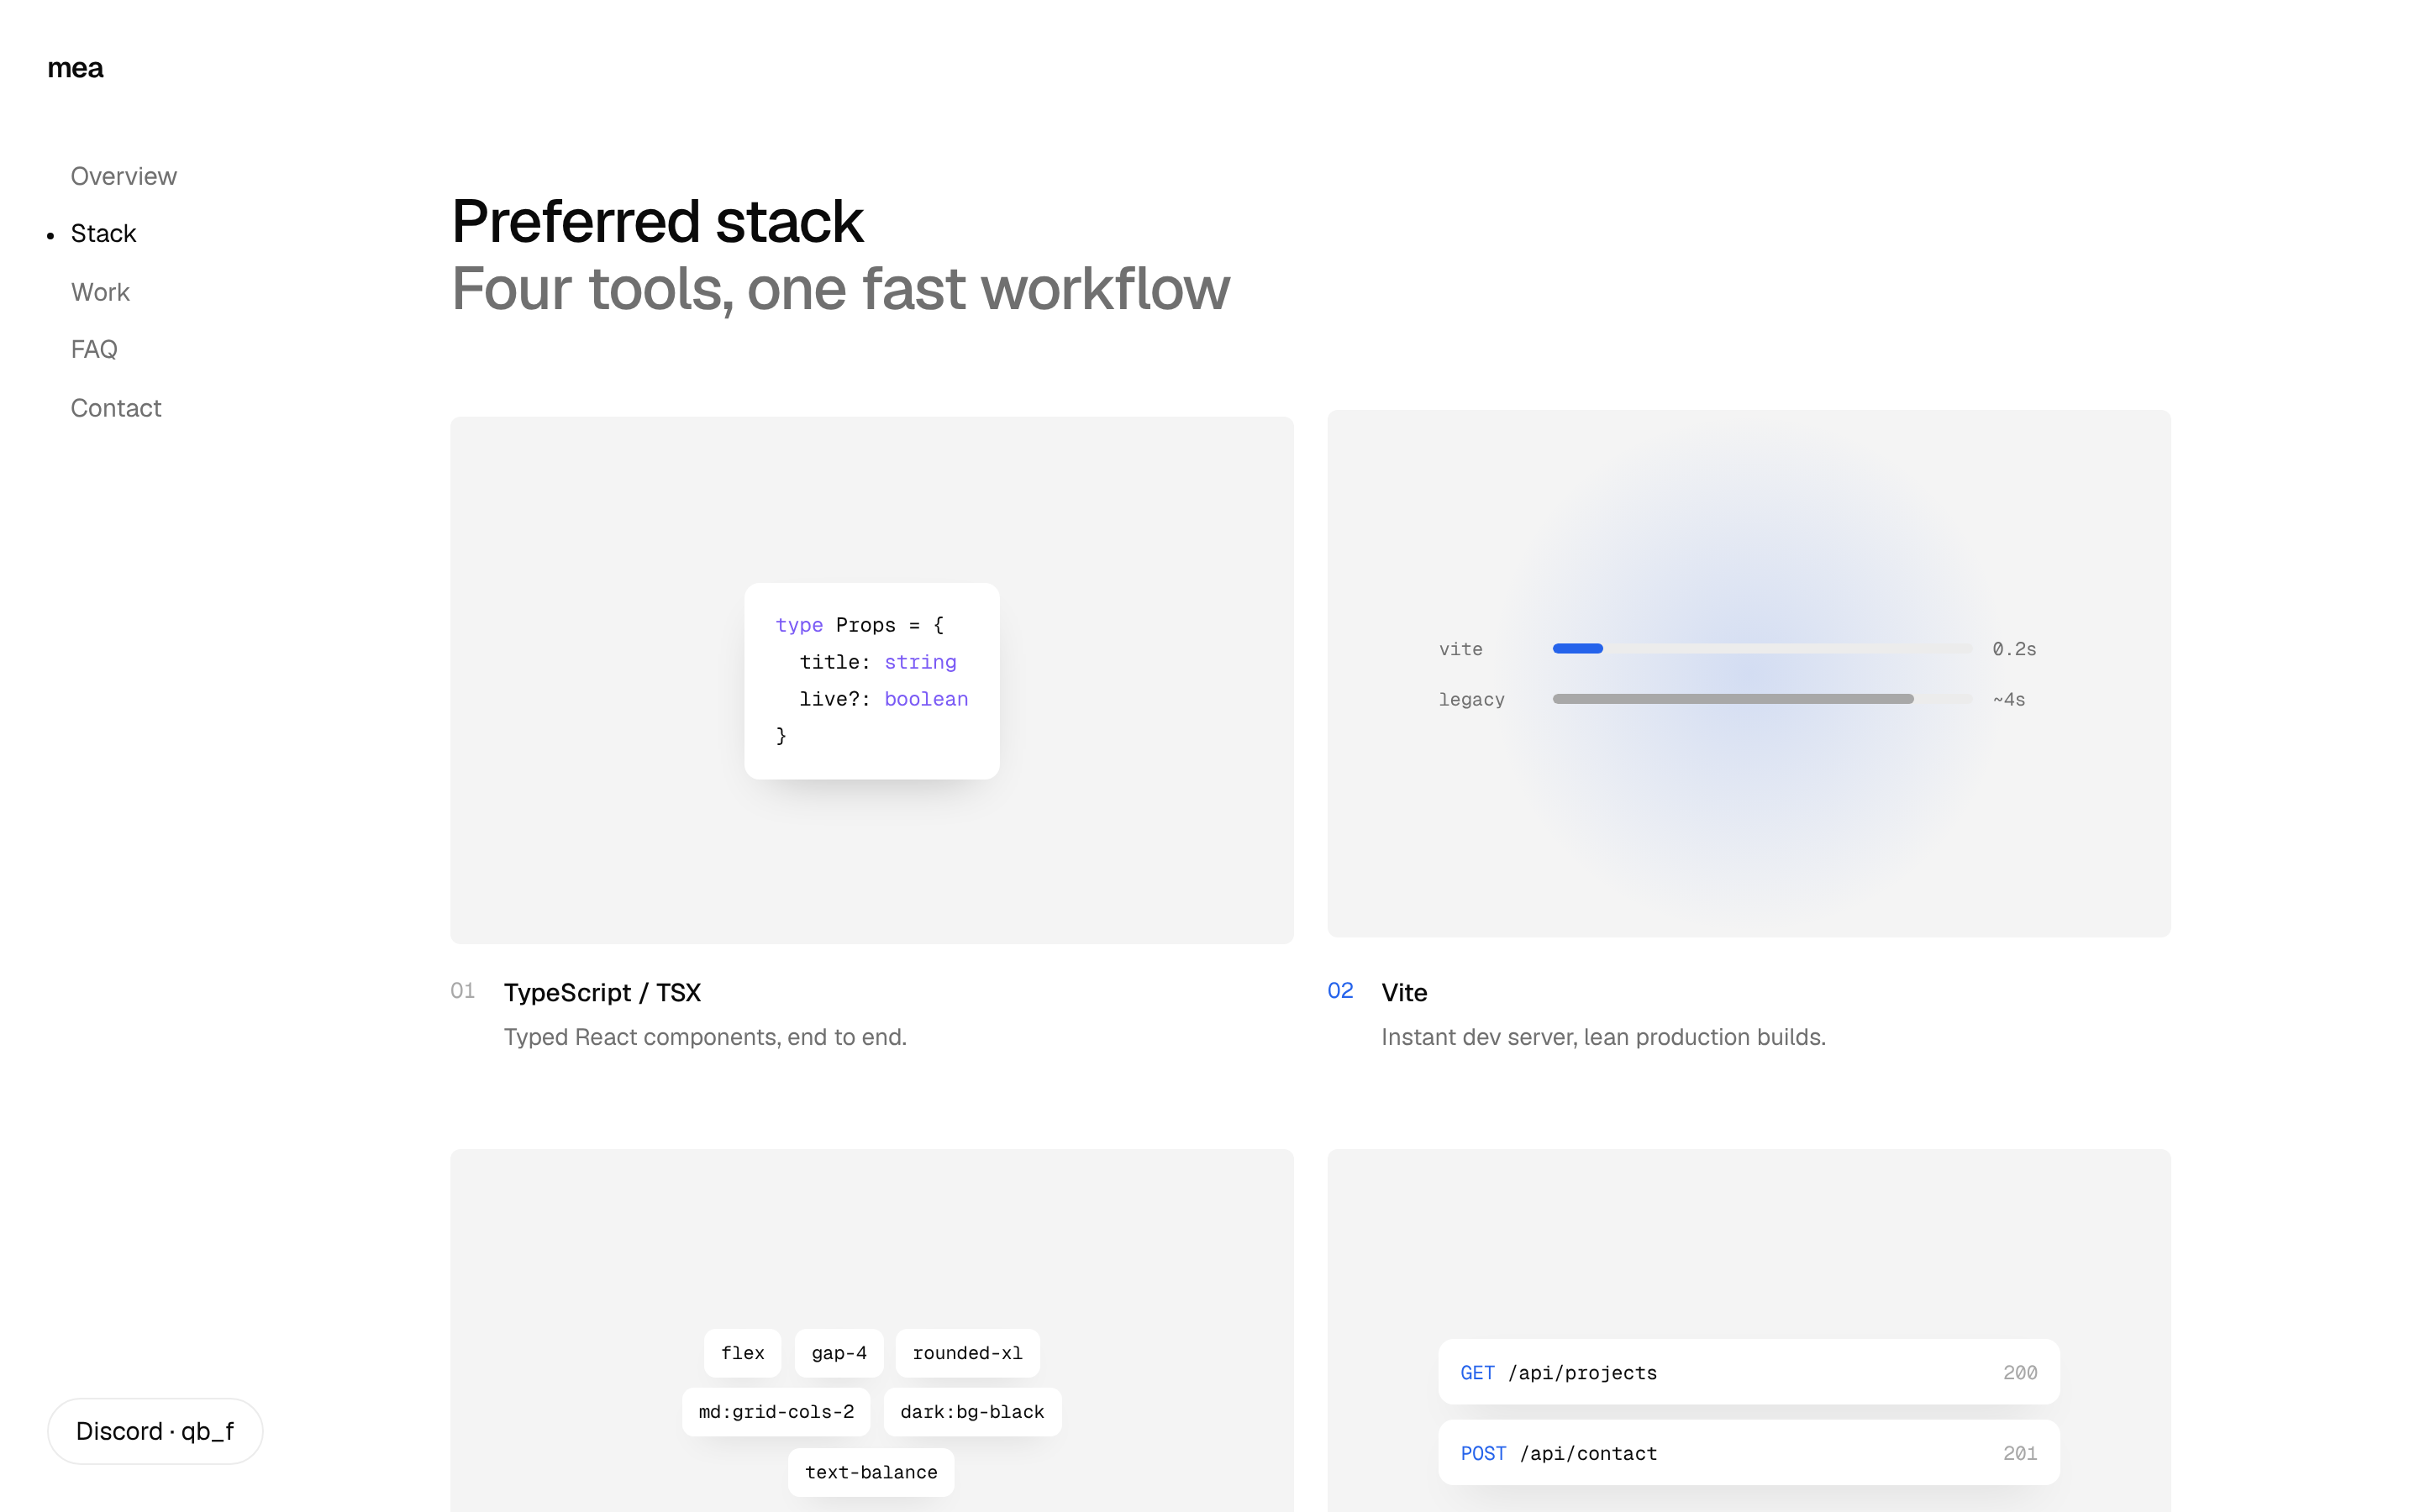 mea
Overview
Stack
Work
FAQ
Contact
Discord · qb_f
Preferred stack
Four tools, one fast workflow
type Props = {
  title: string
  live?: boolean
}
01 TypeScript / TSX
Typed React components, end to end.
vite 0.2s
legacy ~4s
02 Vite
Instant dev server, lean production builds.
flex gap-4 rounded-xl
md:grid-cols-2 dark:bg-black
text-balance
GET /api/projects 200
POST /api/contact 201